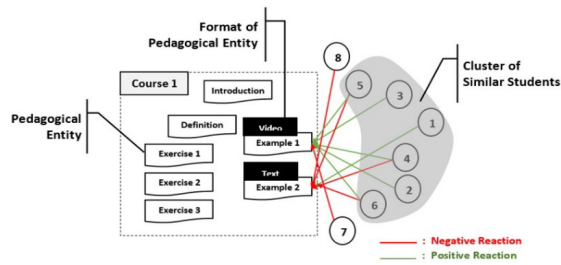 Format of
Pedagogical Entity
Course 1
Introduction
Pedagogical
Entity
Definition
Video
Example 1
Exercise 1
Text
Example 2
Exercise 2
Exercise 3
8
5
3
1
4
2
6
7
Cluster of
Similar Students
: Negative Reaction
: Positive Reaction